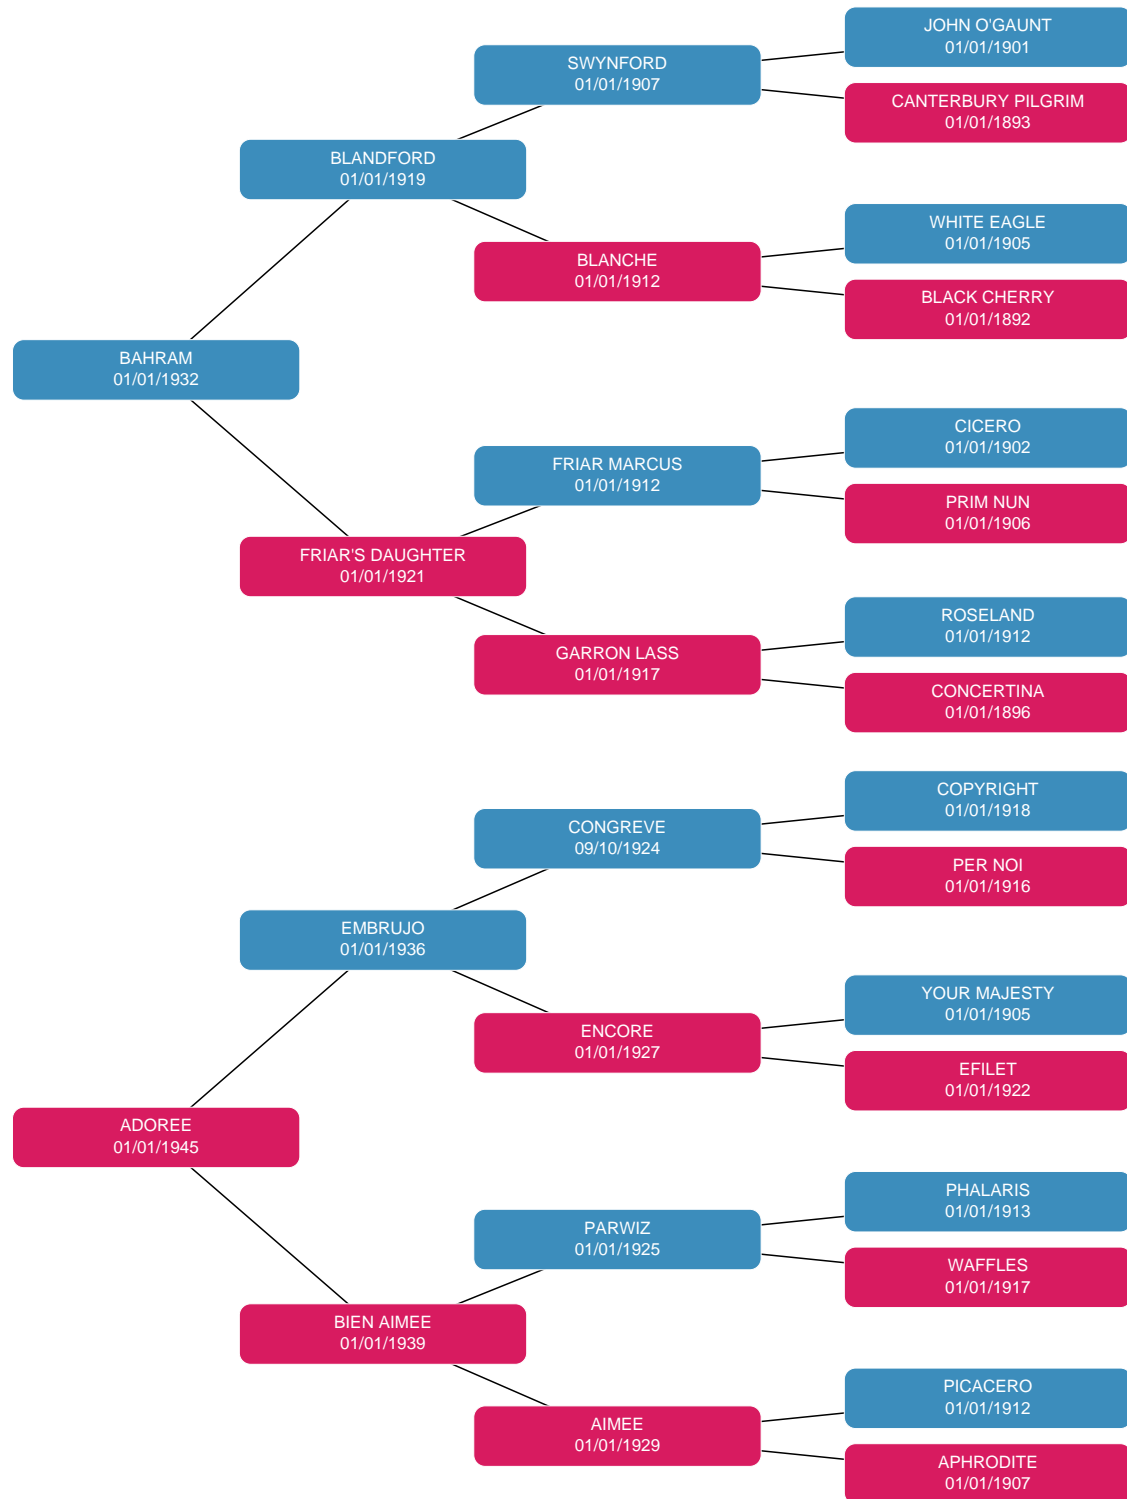 JOHN O'GAUNT
01/01/1901
SWYNFORD
01/01/1907
CANTERBURY PILGRIM
01/01/1893
BLANDFORD
01/01/1919
WHITE EAGLE
01/01/1905
BLANCHE
01/01/1912
BLACK CHERRY
01/01/1892
BAHRAM
01/01/1932
CICERO
01/01/1902
FRIAR MARCUS
01/01/1912
PRIM NUN
01/01/1906
FRIAR'S DAUGHTER
01/01/1921
ROSELAND
01/01/1912
GARRON LASS
01/01/1917
CONCERTINA
01/01/1896
COPYRIGHT
01/01/1918
CONGREVE
09/10/1924
PER NOI
01/01/1916
EMBRUJO
01/01/1936
YOUR MAJESTY
01/01/1905
ENCORE
01/01/1927
EFILET
01/01/1922
ADOREE
01/01/1945
PHALARIS
01/01/1913
PARWIZ
01/01/1925
WAFFLES
01/01/1917
BIEN AIMEE
01/01/1939
PICACERO
01/01/1912
AIMEE
01/01/1929
APHRODITE
01/01/1907